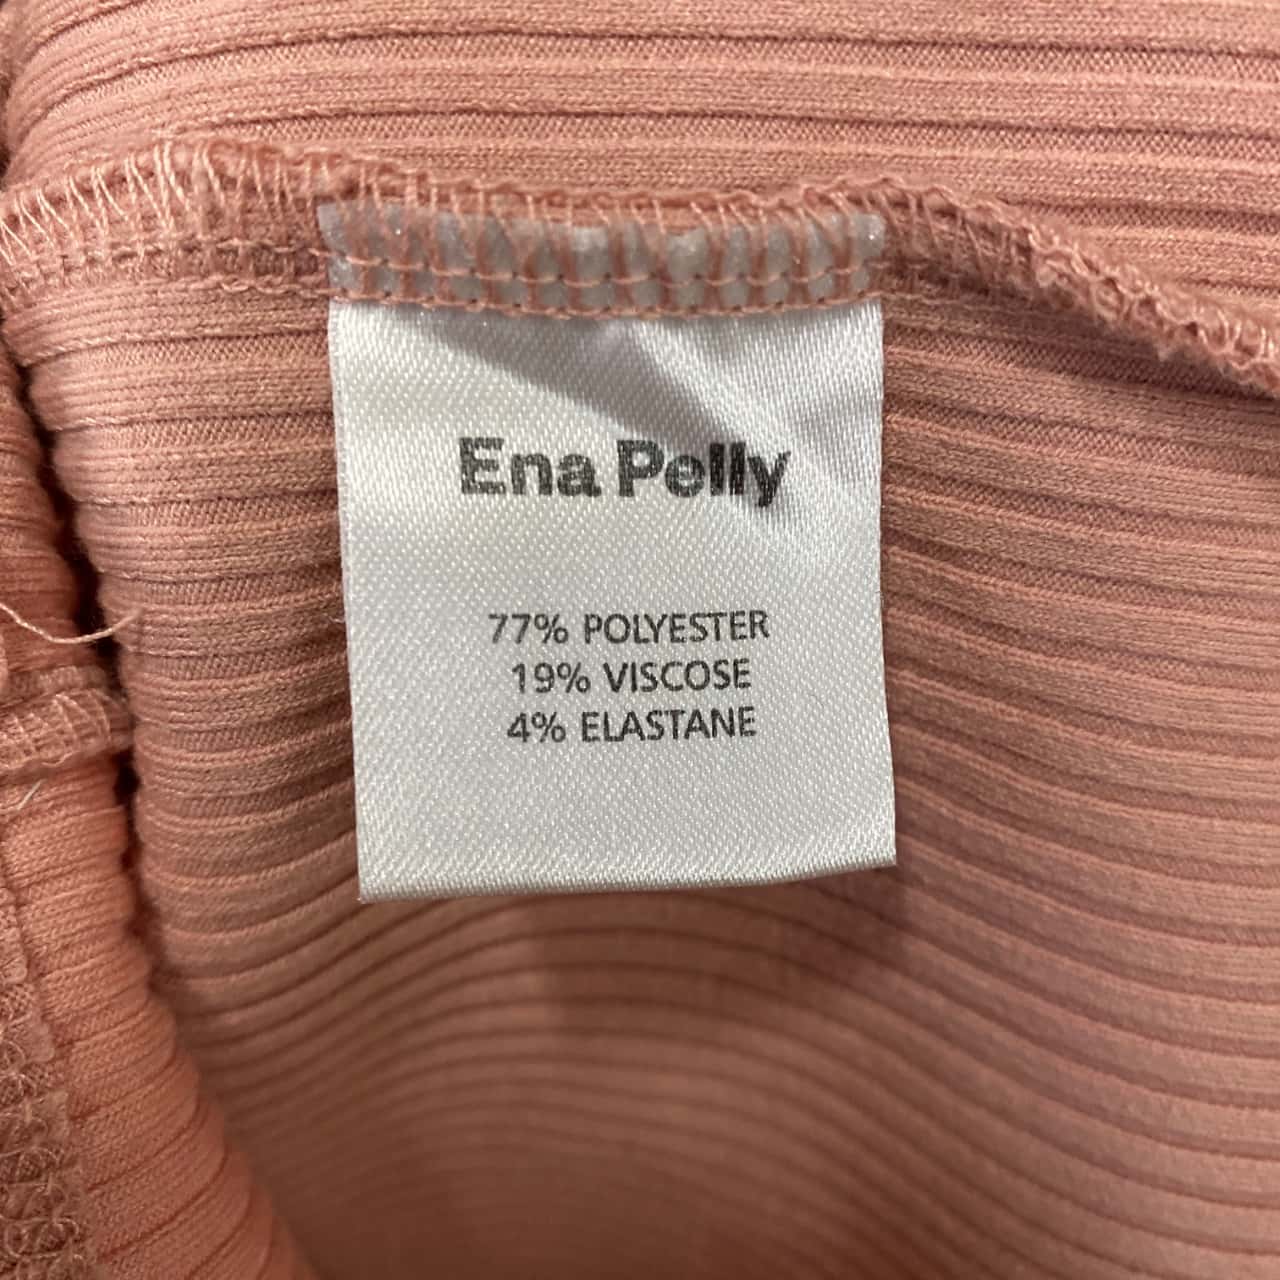 Ena Pelly
77% POLYESTER
19% VISCOSE
4% ELASTANE